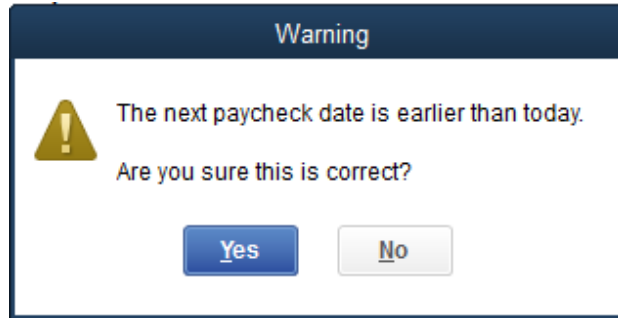 Warning
The next paycheck date is earlier than today.
Are you sure this is correct?
Yes
No